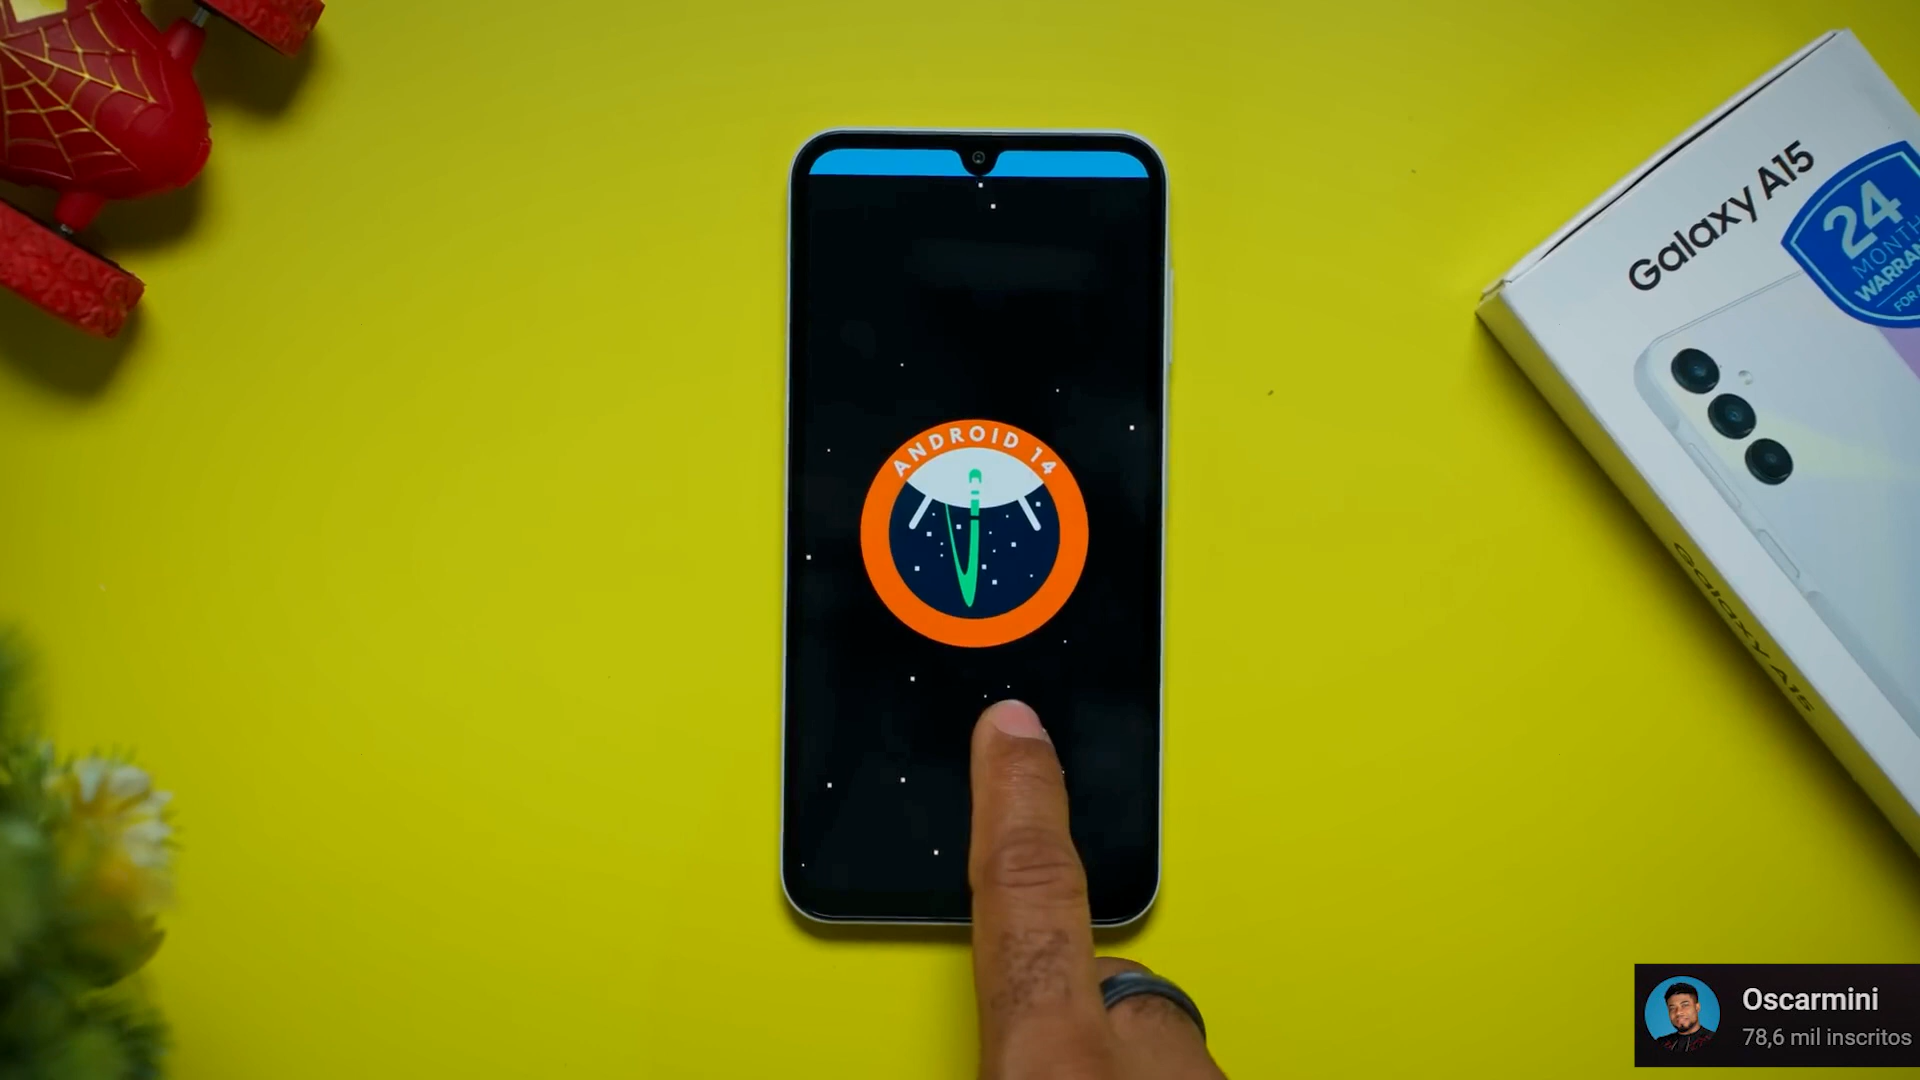 ANDROID 14
Galaxy A15
24
MONTH
WARRAN
FOR
Galaxy A15
Oscarmini
78,6 mil inscritos